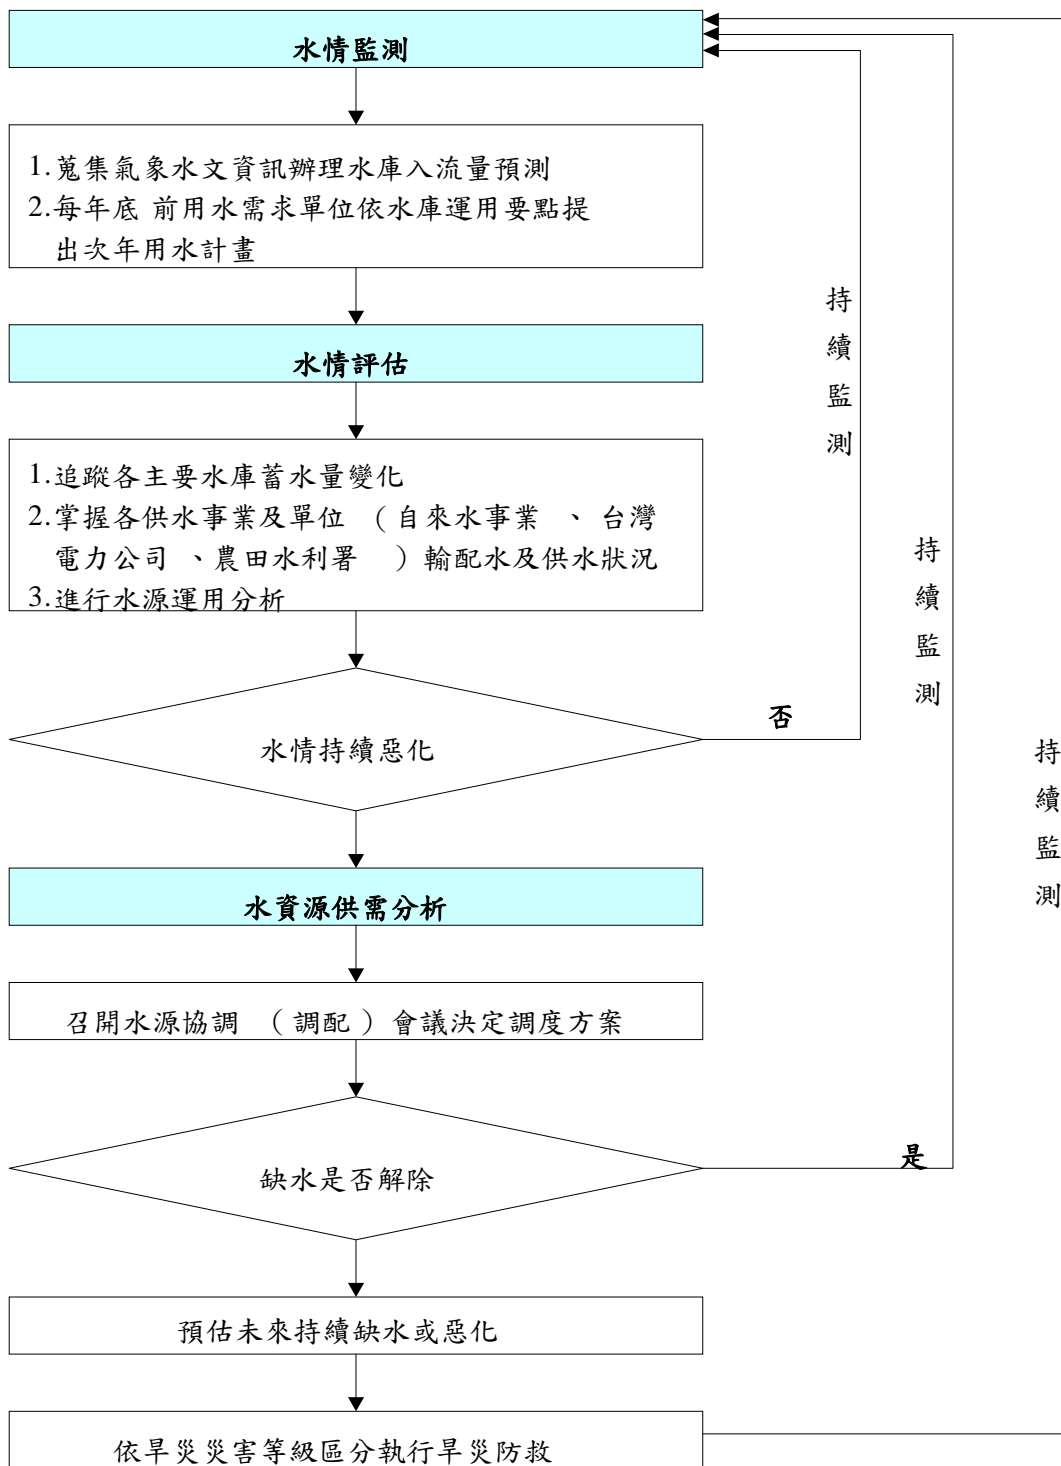 水情監測
1.蒐集氣象水文資訊辦理水庫入流量預測
2.每年底 前用水需求單位依水庫運用要點提
出次年用水計畫
水情評估
1.追蹤各主要水庫蓄水量變化
2.掌握各供水事業及單位 （自來水事業 、 台灣
電力公司 、農田水利署 ）輸配水及供水狀況
3.進行水源運用分析
水情持續惡化
否
持續監測
水資源供需分析
召開水源協調 （調配）會議決定調度方案
缺水是否解除
是
持續監測
預估未來持續缺水或惡化
依旱災災害等級區分執行旱災防救
持續監測